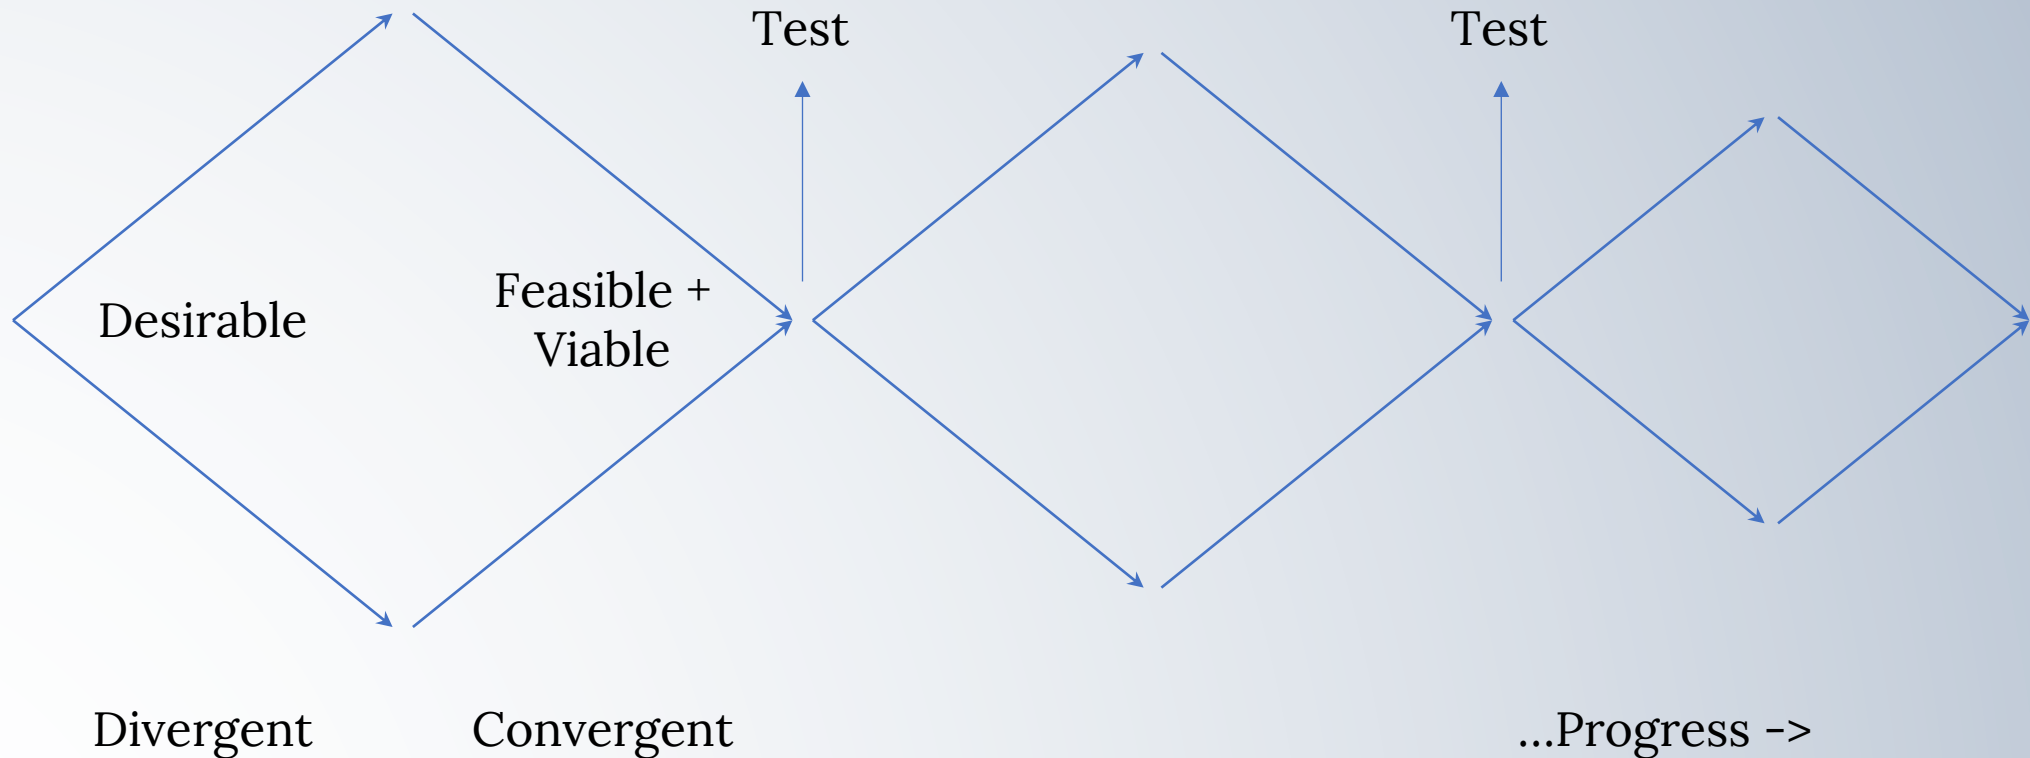 Test
Test
Desirable
Feasible +
Viable
Divergent
Convergent
...Progress ->